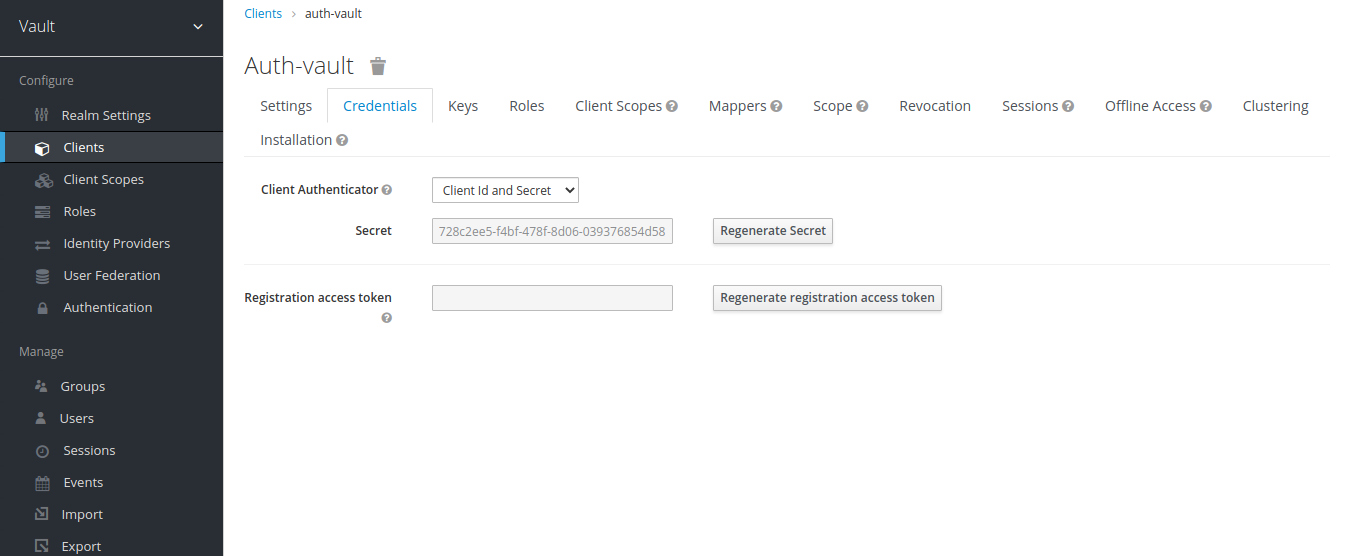 Vault
Configure
Realm Settings
Clients
Client Scopes
Roles
Identity Providers
User Federation
Authentication
Manage
Groups
Users
Sessions
Events
Import
Export
Clients › auth-vault
Auth-vault
Settings Credentials Keys Roles Client Scopes ? Mappers ? Scope ? Revocation Sessions ? Offline Access ? Clustering
Installation ?
Client Authenticator ? Client Id and Secret
Secret 728c2ee5-f4bf-478f-8d06-039376854d58 Regenerate Secret
Registration access token Regenerate registration access token
?